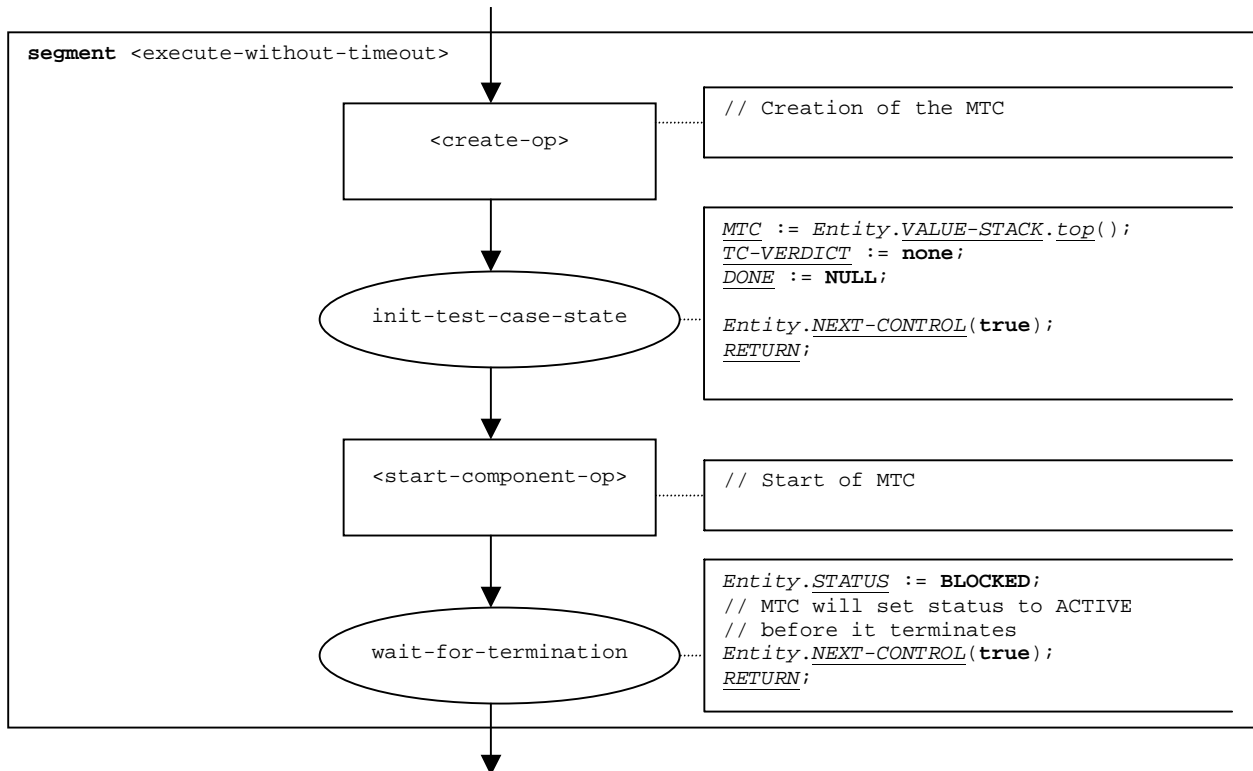 segment <execute-without-timeout>
<create-op>
// Creation of the MTC
init-test-case-state
MTC := Entity.VALUE-STACK.top();
TC-VERDICT := none;
DONE := NULL;
Entity.NEXT-CONTROL(true);
RETURN;
<start-component-op>
// Start of MTC
wait-for-termination
Entity.STATUS := BLOCKED;
// MTC will set status to ACTIVE
// before it terminates
Entity.NEXT-CONTROL(true);
RETURN;